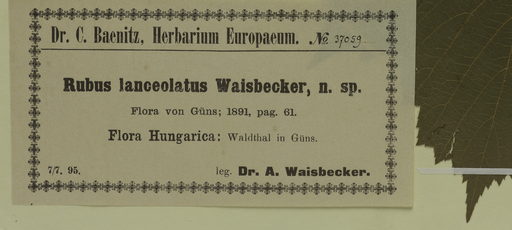 Dr. C. Baenitz, Herbarium Europaeum. No 37059
Rubus lanceolatus Waisbecker, n. sp.
Flora von Güns; 1891, pag. 61.
Flora Hungarica: Waldthal in Güns.
7/7. 95. leg. Dr. A. Waisbecker.